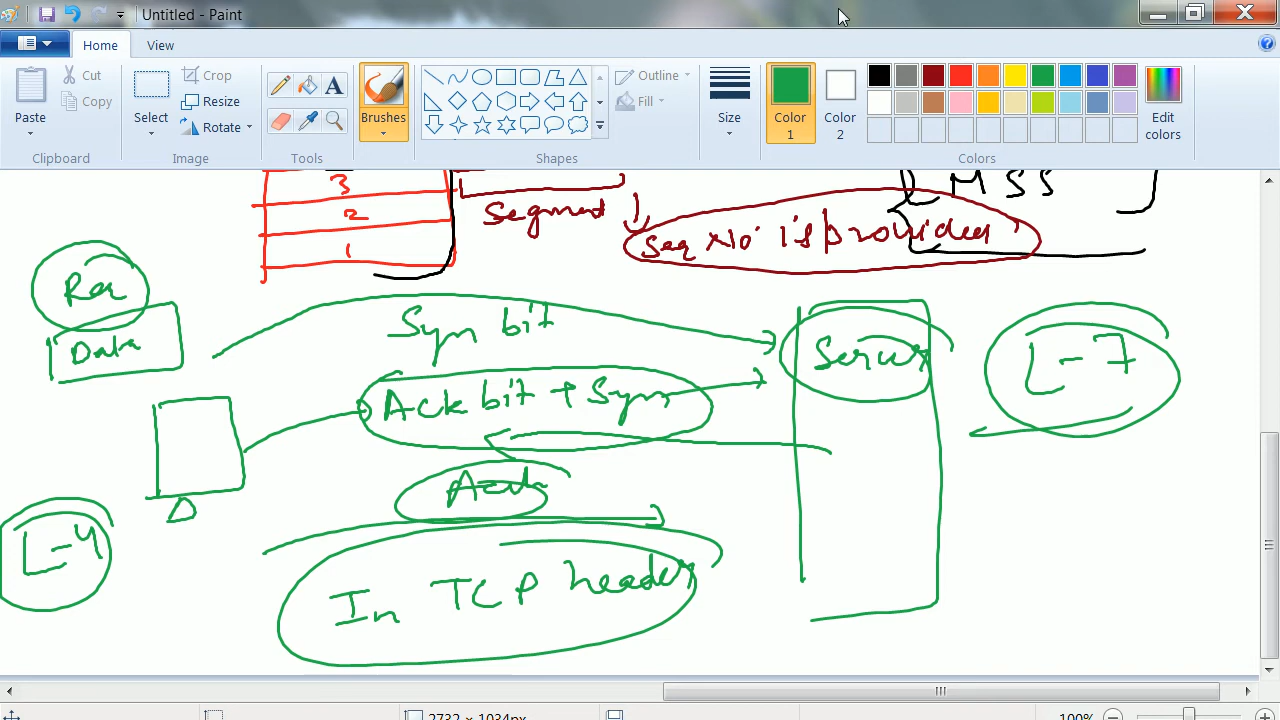 Untitled - Paint
Home View
Cut
Copy
Paste
Clipboard
Crop
Resize
Rotate
Select
Image
Tools
Brushes
Outline
Fill
Shapes
Size
Color 1
Color 2
Edit colors
Colors
3
2
1
Segment
Seq No. is provided
MSS
Data
Syn bit
Server
L-7
Ack bit + Syn
Ack
L-4
In TCP header
2732 × 1034px
100%